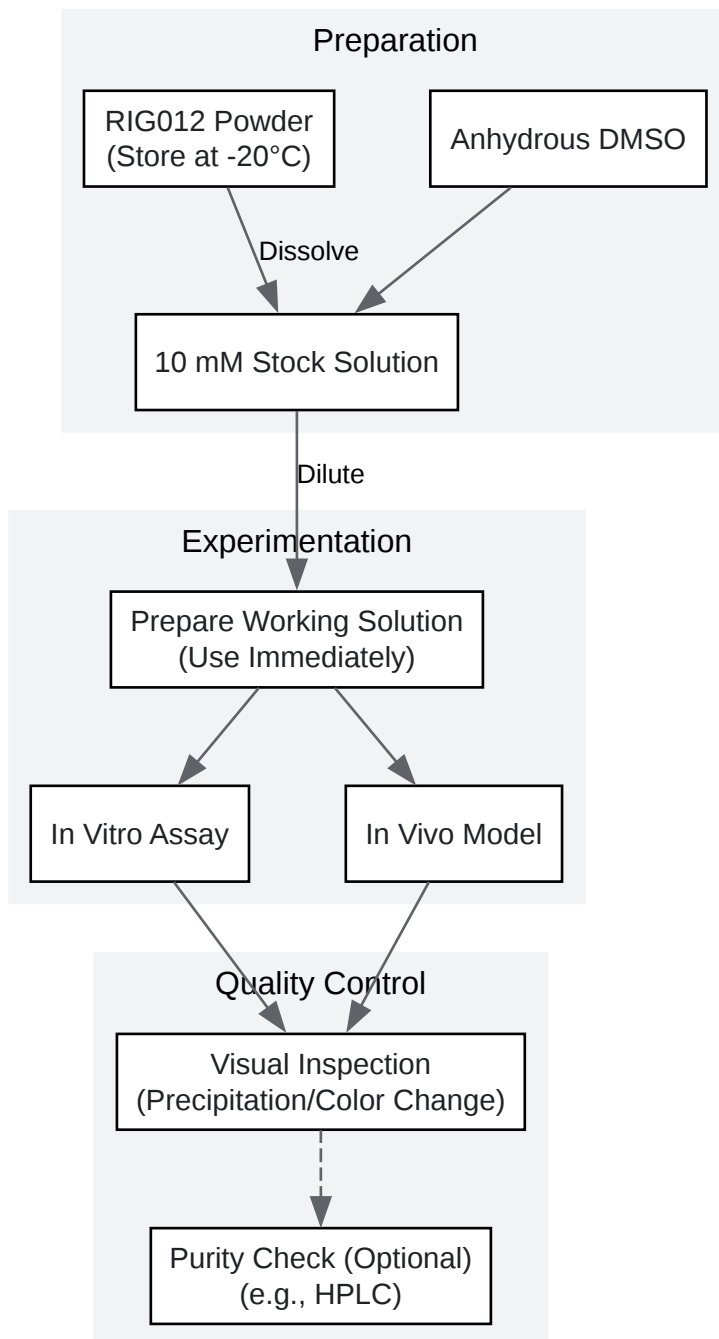 Preparation
RIG012 Powder
(Store at -20°C)
Anhydrous DMSO
Dissolve
10 mM Stock Solution
Dilute
Experimentation
Prepare Working Solution
(Use Immediately)
In Vitro Assay
In Vivo Model
Quality Control
Visual Inspection
(Precipitation/Color Change)
Purity Check (Optional)
(e.g., HPLC)